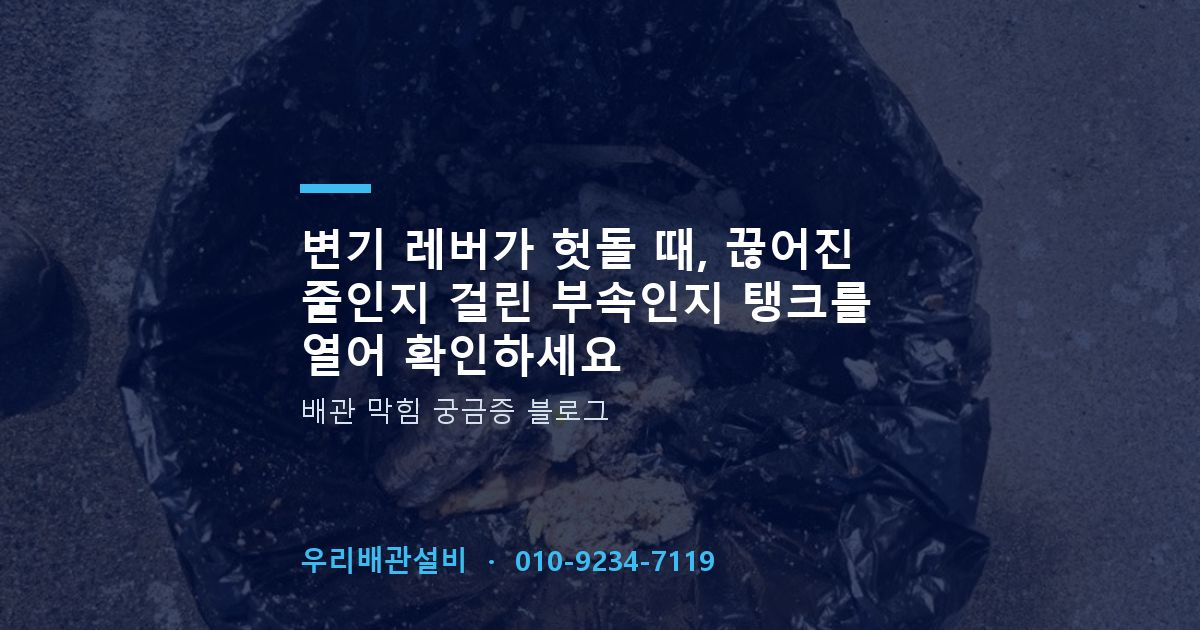 변기 레버가 헛돌 때, 끊어진
줄인지 걸린 부속인지 탱크를
열어 확인하세요
배관 막힘 궁금증 블로그
우리배관설비 · 010-9234-7119